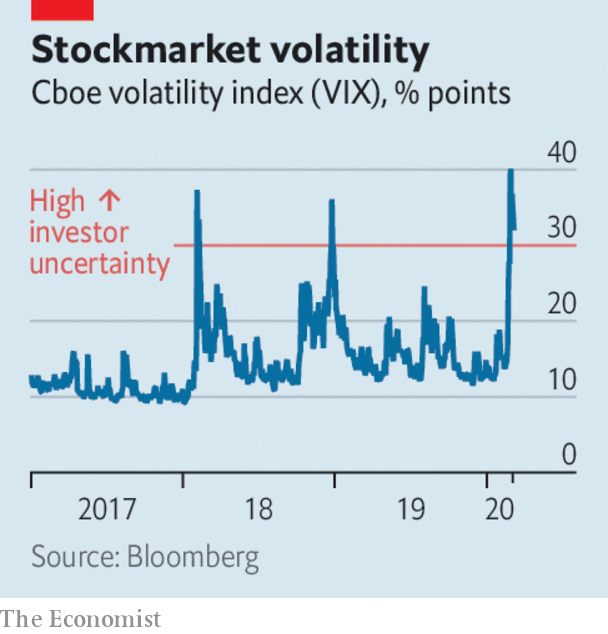 Stockmarket volatility
Cboe volatility index (VIX), % points
40
High ↑
investor
uncertainty
30
20
10
0
2017
18
19
20
Source: Bloomberg
The Economist